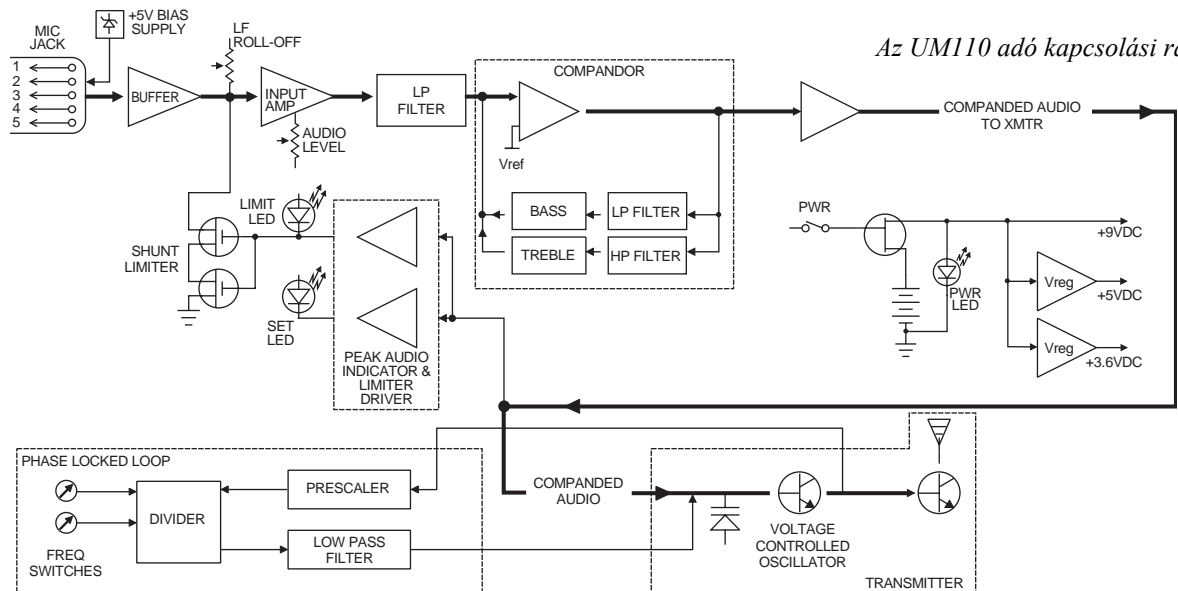 Az UM110 adó kapcsolási
+5V BIAS
SUPPLY
MIC
JACK
1
2
3
4
5
LF
ROLL-OFF
BUFFER
INPUT
AMP
AUDIO
LEVEL
LP
FILTER
COMPANDOR
Vref
BASS
LP FILTER
TREBLE
HP FILTER
COMPANDED AUDIO
TO XMTR
LIMIT
LED
SHUNT
LIMITER
SET
LED
PEAK AUDIO
INDICATOR &
LIMITER
DRIVER
PWR
+9VDC
PWR
LED
Vreg
+5VDC
Vreg
+3.6VDC
PHASE LOCKED LOOP
FREQ
SWITCHES
DIVIDER
PRESCALER
LOW PASS
FILTER
COMPANDED
AUDIO
VOLTAGE
CONTROLLED
OSCILLATOR
TRANSMITTER